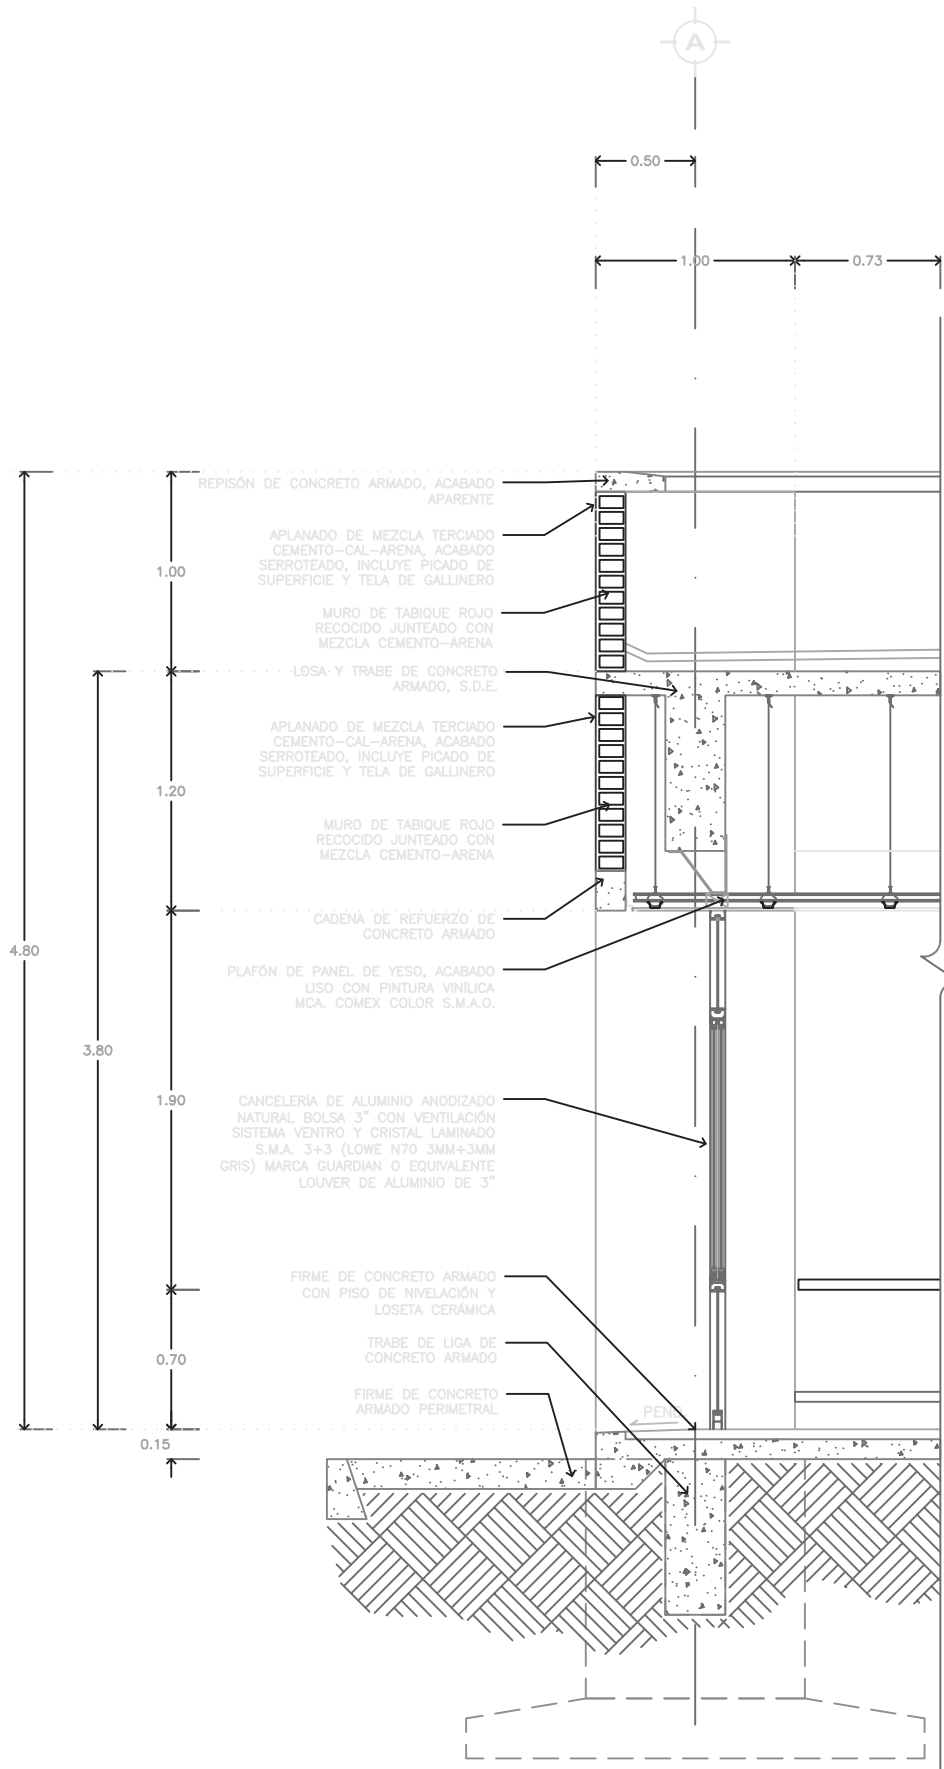 A
0.50
1.00
0.73
REPISÓN DE CONCRETO ARMADO, ACABADO
APARENTE
APLANADO DE MEZCLA TERCIADO
CEMENTO-CAL-ARENA, ACABADO
SERROTEADO, INCLUYE PICADO DE
SUPERFICIE Y TELA DE GALLINERO
1.00
MURO DE TABIQUE ROJO
RECOCIDO JUNTEADO CON
MEZCLA CEMENTO-ARENA
LOSA Y TRABE DE CONCRETO
ARMADO, S.D.E.
APLANADO DE MEZCLA TERCIADO
CEMENTO-CAL-ARENA, ACABADO
SERROTEADO, INCLUYE PICADO DE
SUPERFICIE Y TELA DE GALLINERO
1.20
MURO DE TABIQUE ROJO
RECOCIDO JUNTEADO CON
MEZCLA CEMENTO-ARENA
CADENA DE REFUERZO DE
CONCRETO ARMADO
4.80
PLAFÓN DE PANEL DE YESO, ACABADO
LISO CON PINTURA VINÍLICA
MCA. COMEX COLOR S.M.A.O.
3.80
1.90
CANCELERÍA DE ALUMINIO ANODIZADO
NATURAL BOLSA 3" CON VENTILACIÓN
SISTEMA VENTRO Y CRISTAL LAMINADO
S.M.A. 3+3 (LOWE N70 3MM+3MM
GRIS) MARCA GUARDIAN O EQUIVALENTE
LOUVER DE ALUMINIO DE 3"
FIRME DE CONCRETO ARMADO
CON PISO DE NIVELACIÓN Y
LOSETA CERÁMICA
TRABE DE LIGA DE
CONCRETO ARMADO
0.70
FIRME DE CONCRETO
ARMADO PERIMETRAL
PEND.
0.15